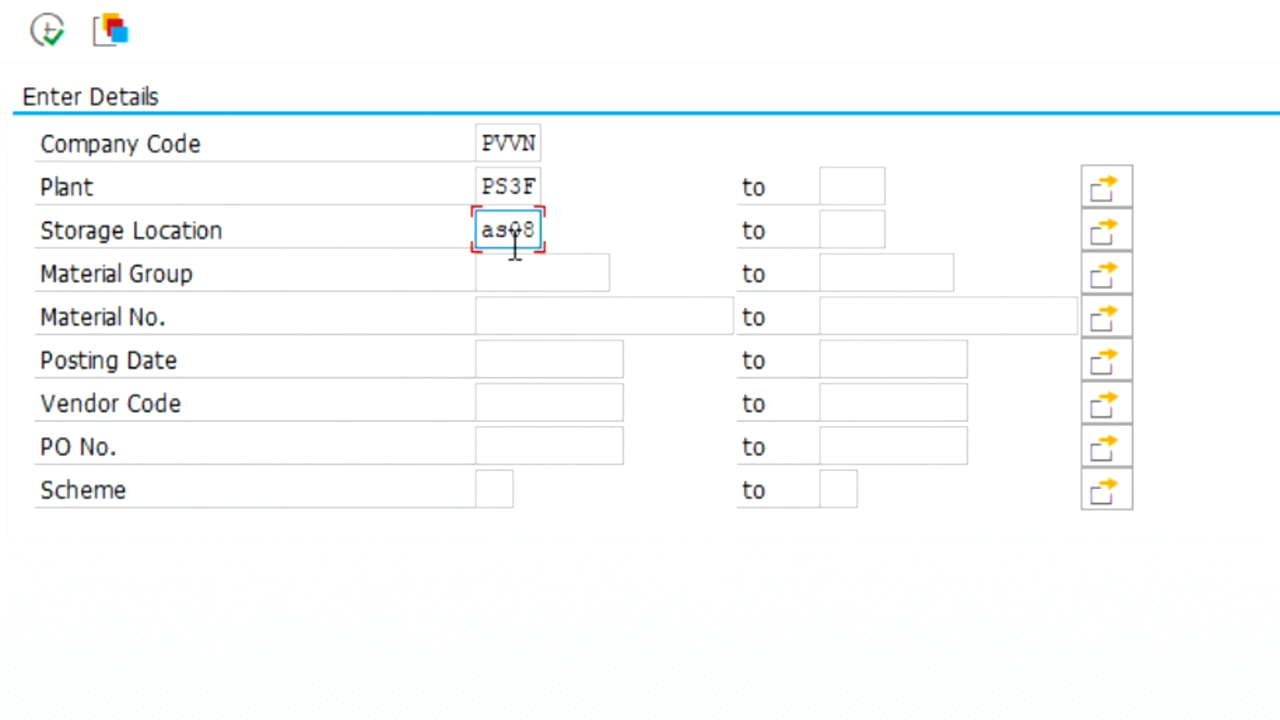 Enter Details
Company Code PVVN
Plant PS3F to
Storage Location as08 to
Material Group to
Material No. to
Posting Date to
Vendor Code to
PO No. to
Scheme to